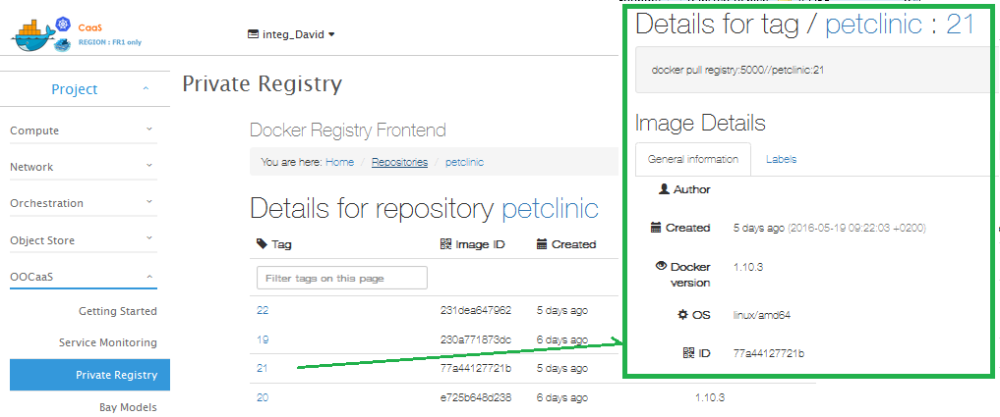 CaaS
REGION : FR1 only
integ_David
Project
Compute
Network
Orchestration
Object Store
OOCaaS
Getting Started
Service Monitoring
Private Registry
Bay Models
Private Registry
Docker Registry Frontend
You are here: Home / Repositories / petclinic
Details for repository petclinic
Tag Image ID Created
Filter tags on this page
22 231dea647962 5 days ago
19 230a771873dc 6 days ago
21 77a44127721b 5 days ago
20 e725b648d238 6 days ago 1.10.3
Details for tag / petclinic : 21
docker pull registry:5000//petclinic:21
Image Details
General information Labels
Author
Created 5 days ago (2016-05-19 09:22:03 +0200)
Docker 1.10.3
version
OS linux/amd64
ID 77a44127721b